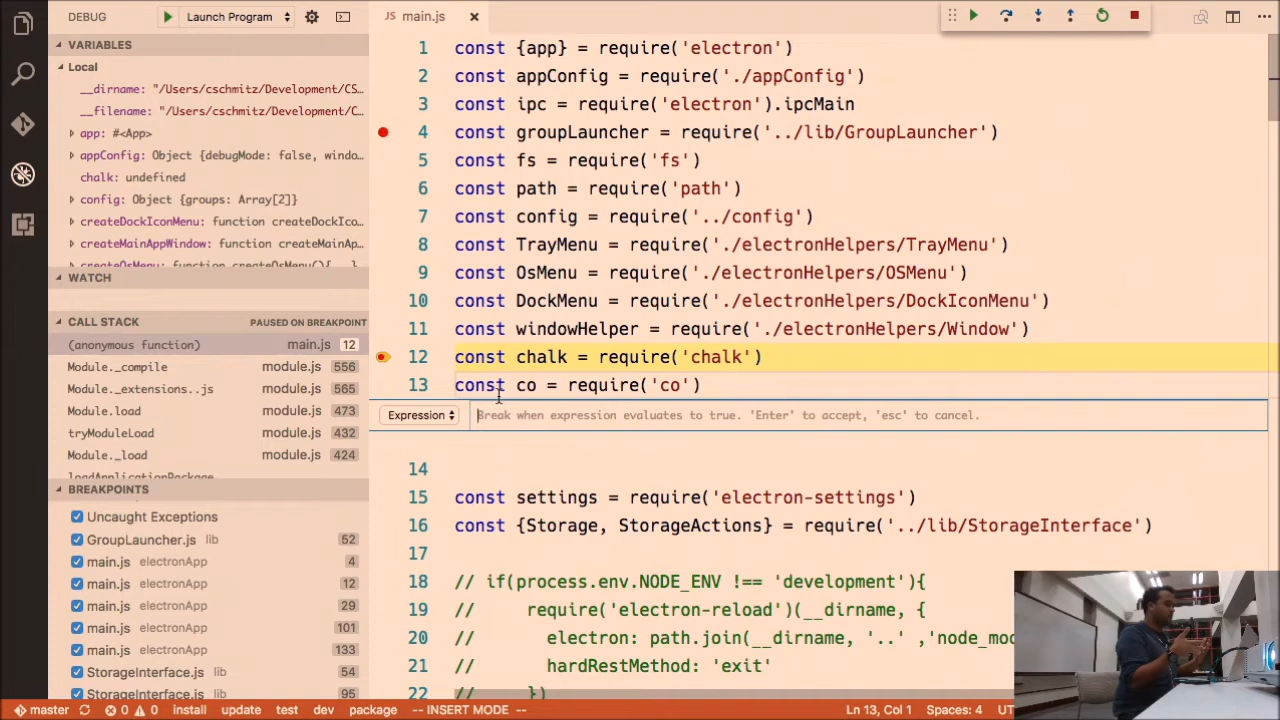 DEBUG
Launch Program
main.js
VARIABLES
Local
__dirname: "/Users/cschmitz/Development/CS…
__filename: "/Users/cschmitz/Development/CS…
app: #<App>
appConfig: Object {debugMode: false, windo…
chalk: undefined
config: Object {groups: Array[2]}
createDockIconMenu: function createDockIco…
createMainAppWindow: function createMainAp…
createOsMenu: function createOsMenu(){ … }
WATCH
CALL STACK
PAUSED ON BREAKPOINT
(anonymous function) main.js 12
Module._compile module.js 556
Module._extensions..js module.js 473
Module.load module.js 473
tryModuleLoad module.js 432
Module._load module.js 424
loadApplicationPackage
BREAKPOINTS
Uncaught Exceptions
GroupLauncher.js lib 52
main.js electronApp 4
main.js electronApp 12
main.js electronApp 29
main.js electronApp 101
main.js electronApp 133
StorageInterface.js lib 54
StorageInterface.js lib 95
1 const {app} = require('electron')
2 const appConfig = require('./appConfig')
3 const ipc = require('electron').ipcMain
4 const groupLauncher = require('../lib/GroupLauncher')
5 const fs = require('fs')
6 const path = require('path')
7 const config = require('../config')
8 const TrayMenu = require('./electronHelpers/TrayMenu')
9 const OsMenu = require('./electronHelpers/OSMenu')
10 const DockMenu = require('./electronHelpers/DockIconMenu')
11 const windowHelper = require('./electronHelpers/Window')
12 const chalk = require('chalk')
13 const co = require('co')
Expression Break when expression evaluates to true. 'Enter' to accept, 'esc' to cancel.
14
15 const settings = require('electron-settings')
16 const {Storage, StorageActions} = require('../lib/StorageInterface')
17
18 // if(process.env.NODE_ENV !== 'development'){
19 // require('electron-reload')(__dirname, {
20 // electron: path.join(__dirname, '..' ,'node_mo
21 // hardRestMethod: 'exit'
22 // })
master 0 0 install update test dev package -- INSERT MODE -- Ln 13, Col 1 Spaces: 4 UT